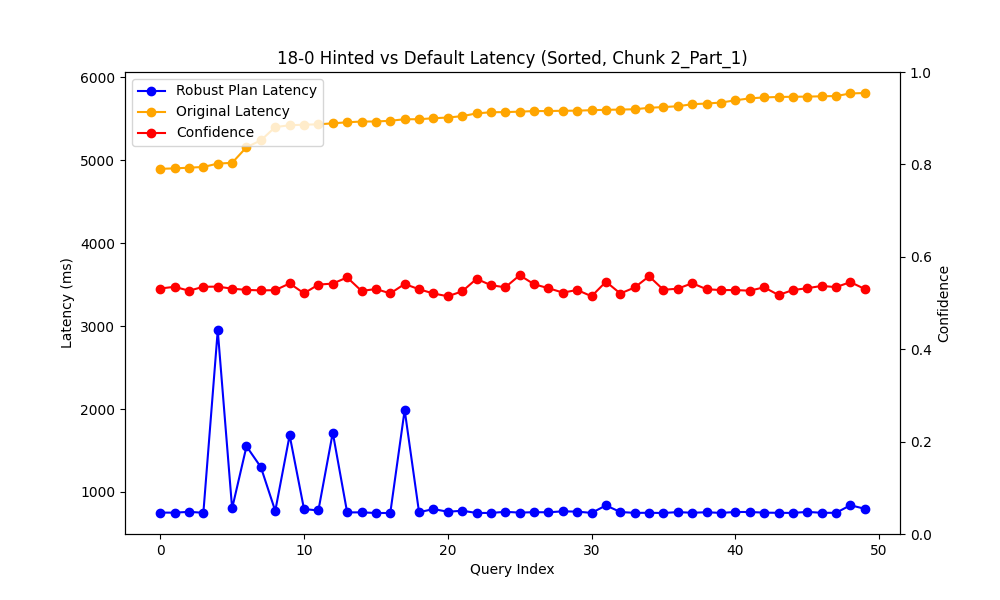 18-0 Hinted vs Default Latency (Sorted, Chunk 2_Part_1)
Robust Plan Latency
Original Latency
Confidence
6000
5000
4000
3000
2000
1000
Latency (ms)
1.0
0.8
0.6
0.4
0.2
0.0
Confidence
0 10 20 30 40 50
Query Index